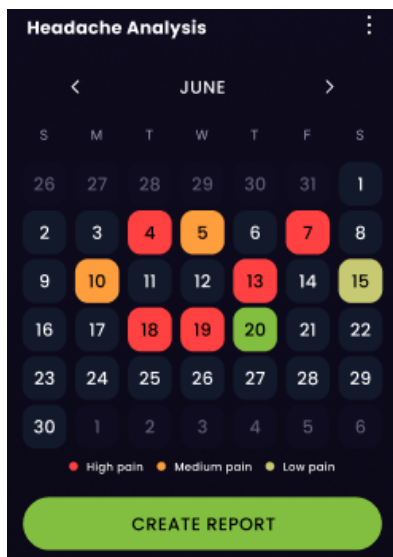 Headache Analysis
JUNE
S M T W T F S
26 27 28 29 30 31 1
2 3 4 5 6 7 8
9 10 11 12 13 14 15
16 17 18 19 20 21 22
23 24 25 26 27 28 29
30 1 2 3 4 5 6
High pain Medium pain Low pain
CREATE REPORT